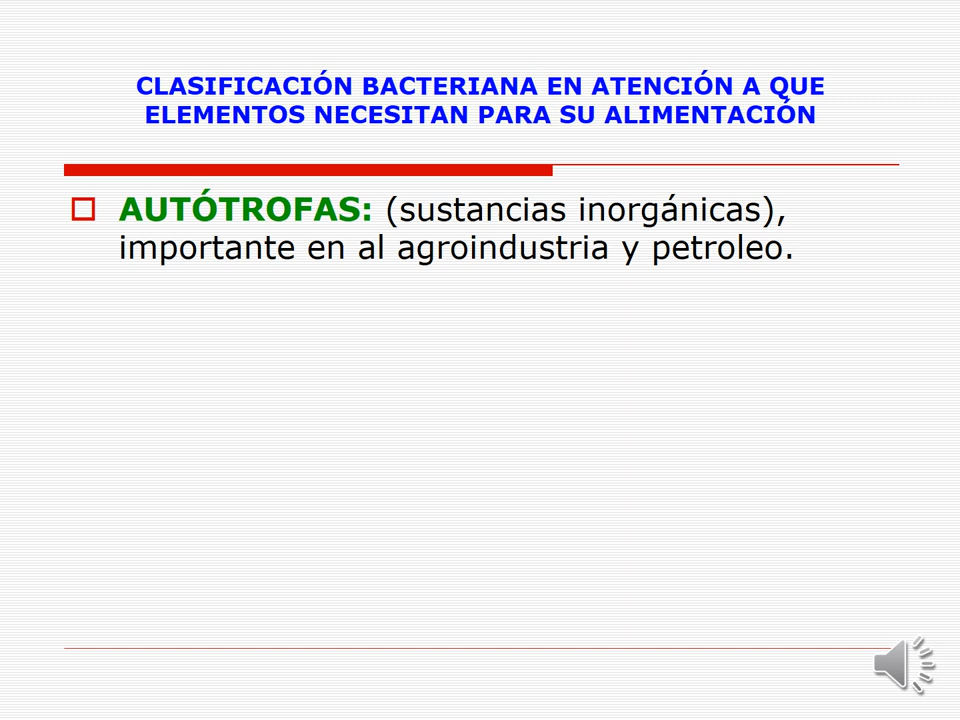 CLASIFICACIÓN BACTERIANA EN ATENCIÓN A QUE
ELEMENTOS NECESITAN PARA SU ALIMENTACIÓN
AUTÓTROFAS: (sustancias inorgánicas),
importante en al agroindustria y petroleo.